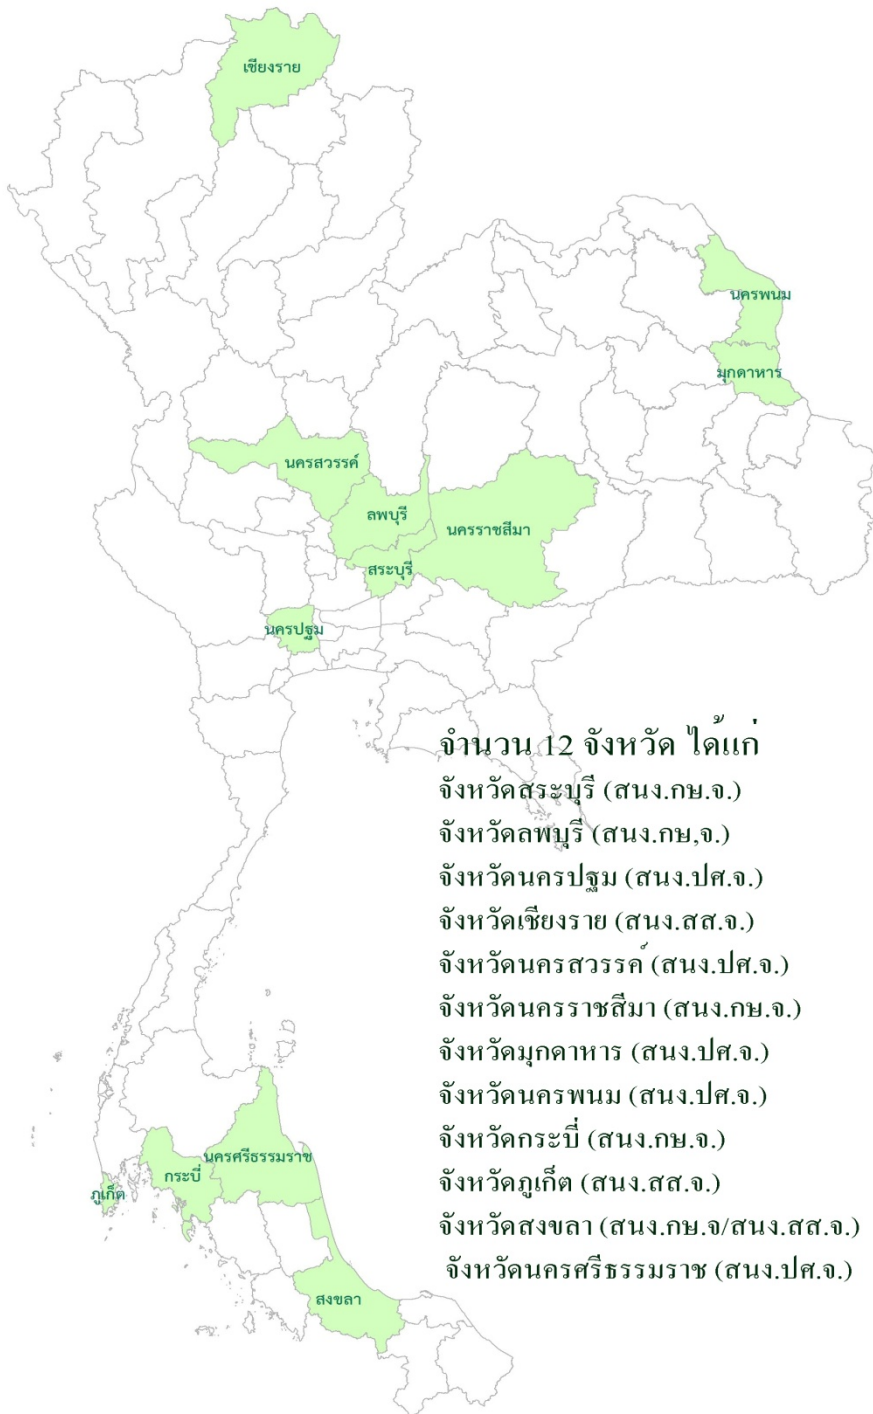 เชียงราย
นครพนม
มุกดาหาร
นครสวรรค์
ลพบุรี
นครราชสีมา
สระบุรี
นครปฐม
จำนวน 12 จังหวัด ได้แก่
จังหวัดสระบุรี (สนง.กษ.จ.)
จังหวัดลพบุรี (สนง.กษ,จ.)
จังหวัดนครปฐม (สนง.ปศ.จ.)
จังหวัดเชียงราย (สนง.สส.จ.)
จังหวัดนครสวรรค์ (สนง.ปศ.จ.)
จังหวัดนครราชสีมา (สนง.กษ.จ.)
จังหวัดมุกดาหาร (สนง.ปศ.จ.)
จังหวัดนครพนม (สนง.ปศ.จ.)
จังหวัดกระบี่ (สนง.กษ.จ.)
จังหวัดภูเก็ต (สนง.สส.จ.)
จังหวัดสงขลา (สนง.กษ.จ/สนง.สส.จ.)
จังหวัดนครศรีธรรมราช (สนง.ปศ.จ.)
นครศรีธรรมราช
กระบี่
ภูเก็ต
สงขลา